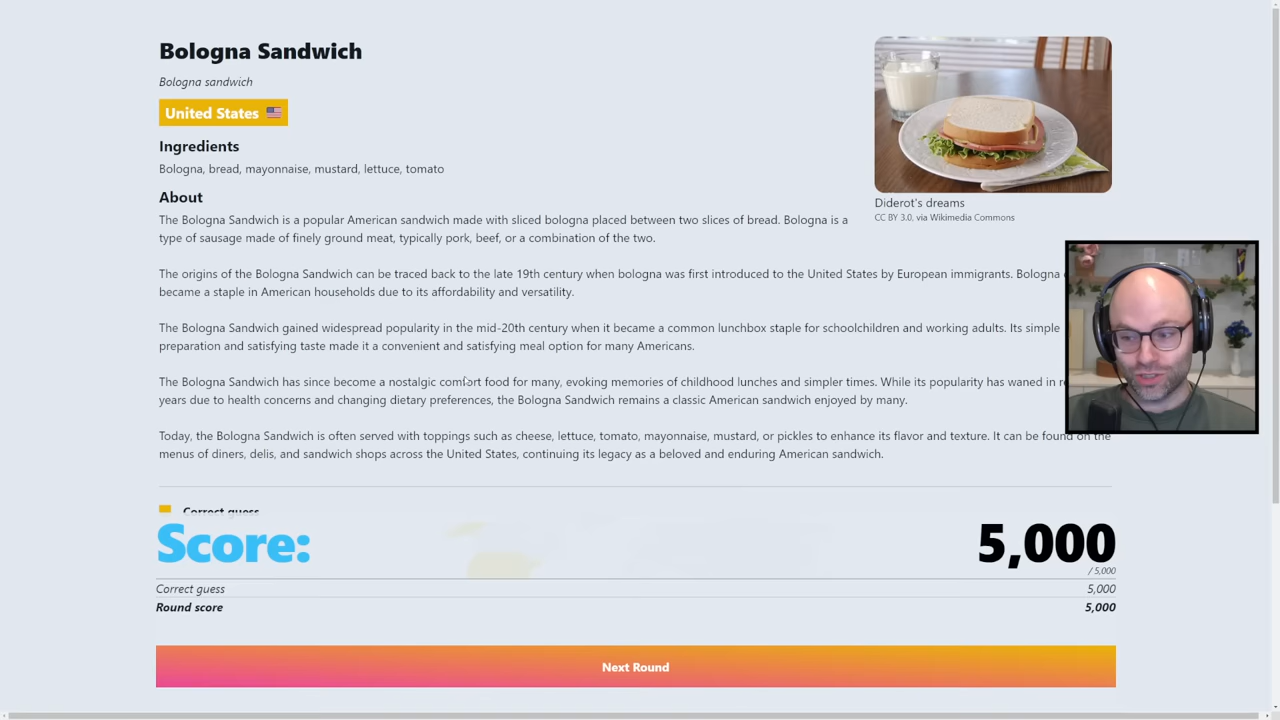 Bologna Sandwich
Bologna sandwich
United States
Ingredients
Bologna, bread, mayonnaise, mustard, lettuce, tomato
About
The Bologna Sandwich is a popular American sandwich made with sliced bologna placed between two slices of bread. Bologna is a
type of sausage made of finely ground meat, typically pork, beef, or a combination of the two.
Diderot's dreams
CC BY 3.0, via Wikimedia Commons
The origins of the Bologna Sandwich can be traced back to the late 19th century when bologna was first introduced to the United States by European immigrants. Bologna
became a staple in American households due to its affordability and versatility.
The Bologna Sandwich gained widespread popularity in the mid-20th century when it became a common lunchbox staple for schoolchildren and working adults. Its simple
preparation and satisfying taste made it a convenient and satisfying meal option for many Americans.
The Bologna Sandwich has since become a nostalgic comfort food for many, evoking memories of childhood lunches and simpler times. While its popularity has waned in
years due to health concerns and changing dietary preferences, the Bologna Sandwich remains a classic American sandwich enjoyed by many.
Today, the Bologna Sandwich is often served with toppings such as cheese, lettuce, tomato, mayonnaise, mustard, or pickles to enhance its flavor and texture. It can be found on the
menus of diners, delis, and sandwich shops across the United States, continuing its legacy as a beloved and enduring American sandwich.
Correct guess
Score: 5,000
/ 5,000
Correct guess 5,000
Round score 5,000
Next Round